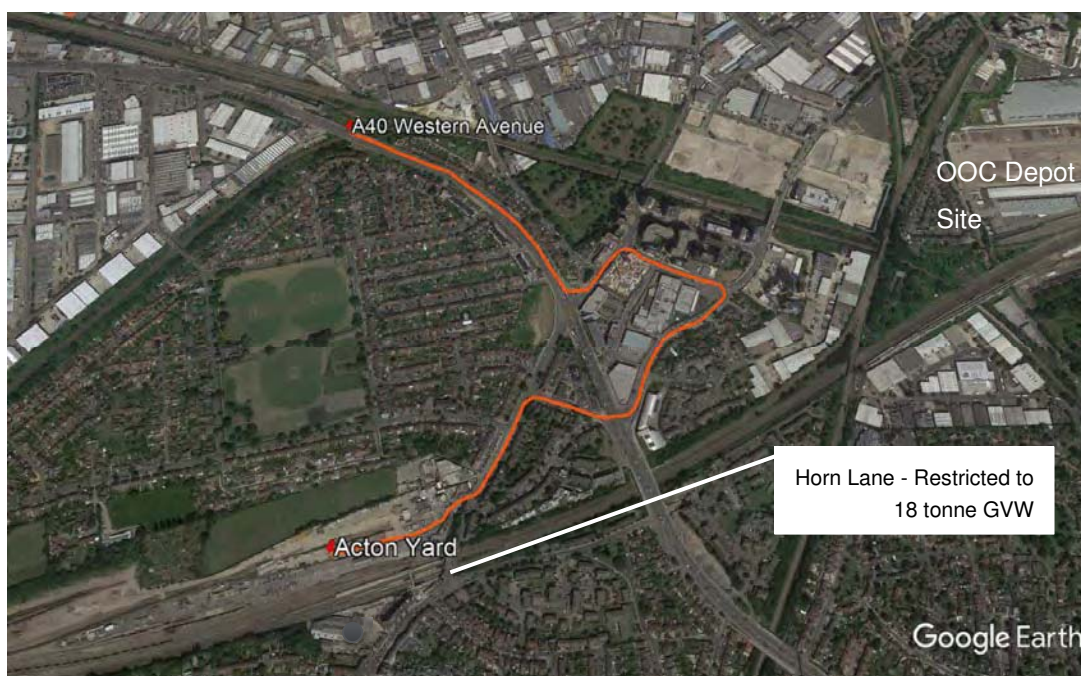 A40 Western Avenue
OOC Depot
Site
Horn Lane - Restricted to
18 tonne GVW
Acton Yard
Google Earth